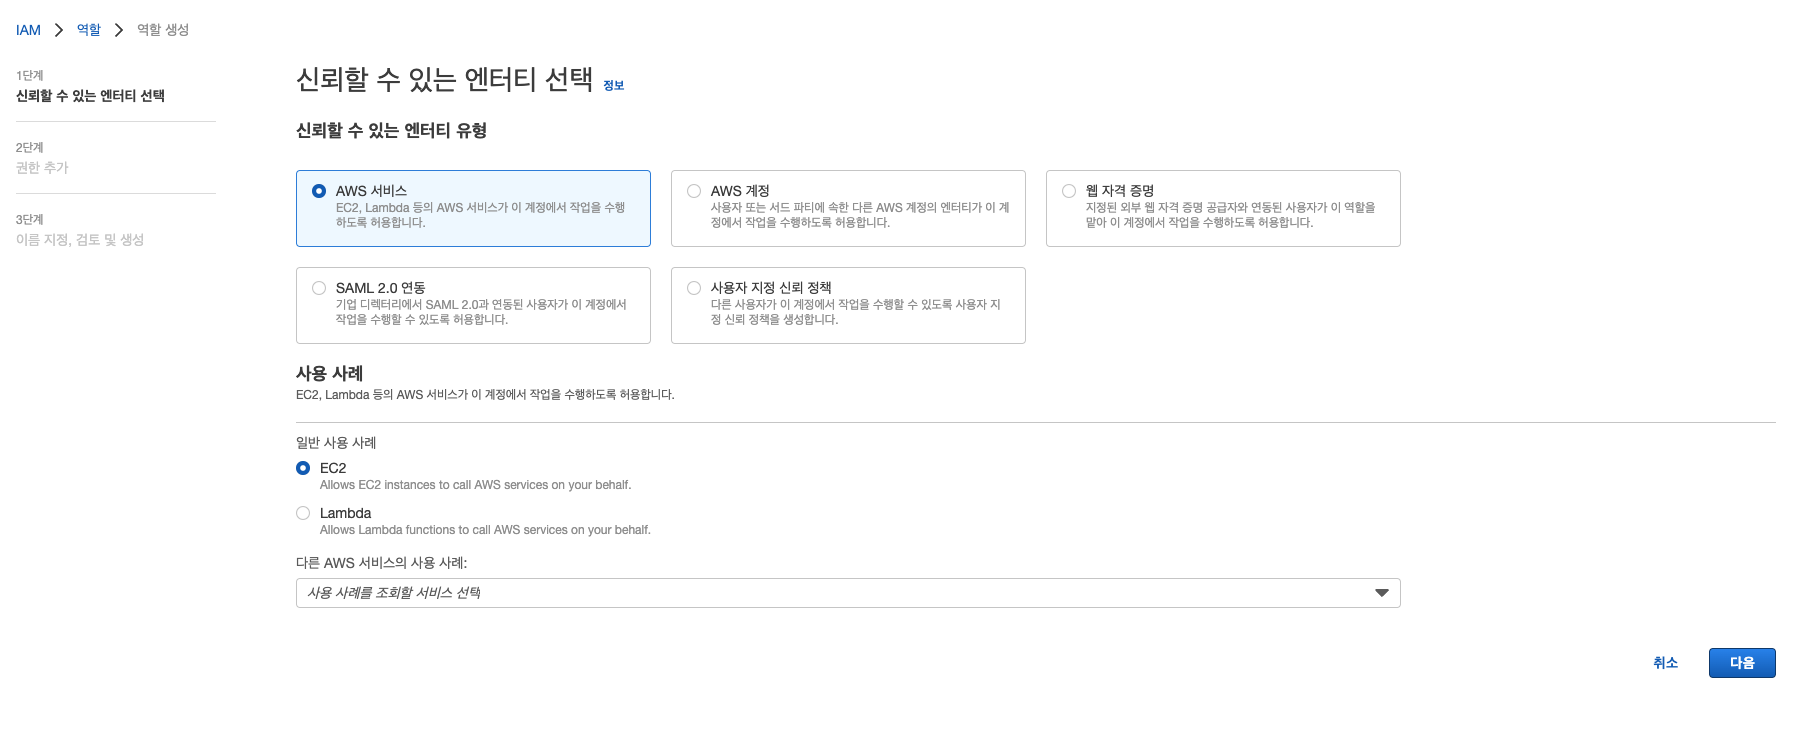 IAM > 역할 > 역할 생성
1단계
신뢰할 수 있는 엔터티 선택
2단계
권한 추가
3단계
이름 지정, 검토 및 생성
신뢰할 수 있는 엔터티 선택 정보
신뢰할 수 있는 엔터티 유형
AWS 서비스
EC2, Lambda 등의 AWS 서비스가 이 계정에서 작업을 수행
하도록 허용합니다.
AWS 계정
사용자 또는 서드 파티에 속한 다른 AWS 계정의 엔터티가 이 계
정에서 작업을 수행하도록 허용합니다.
웹 자격 증명
지정된 외부 웹 자격 증명 공급자와 연동된 사용자가 이 역할을
맡아 이 계정에서 작업을 수행하도록 허용합니다.
SAML 2.0 연동
기업 디렉터리에서 SAML 2.0과 연동된 사용자가 이 계정에서
작업을 수행할 수 있도록 허용합니다.
사용자 지정 신뢰 정책
다른 사용자가 이 계정에서 작업을 수행할 수 있도록 사용자 지
정 신뢰 정책을 생성합니다.
사용 사례
EC2, Lambda 등의 AWS 서비스가 이 계정에서 작업을 수행하도록 허용합니다.
일반 사용 사례
EC2
Allows EC2 instances to call AWS services on your behalf.
Lambda
Allows Lambda functions to call AWS services on your behalf.
다른 AWS 서비스의 사용 사례:
사용 사례를 조회할 서비스 선택
취소
다음